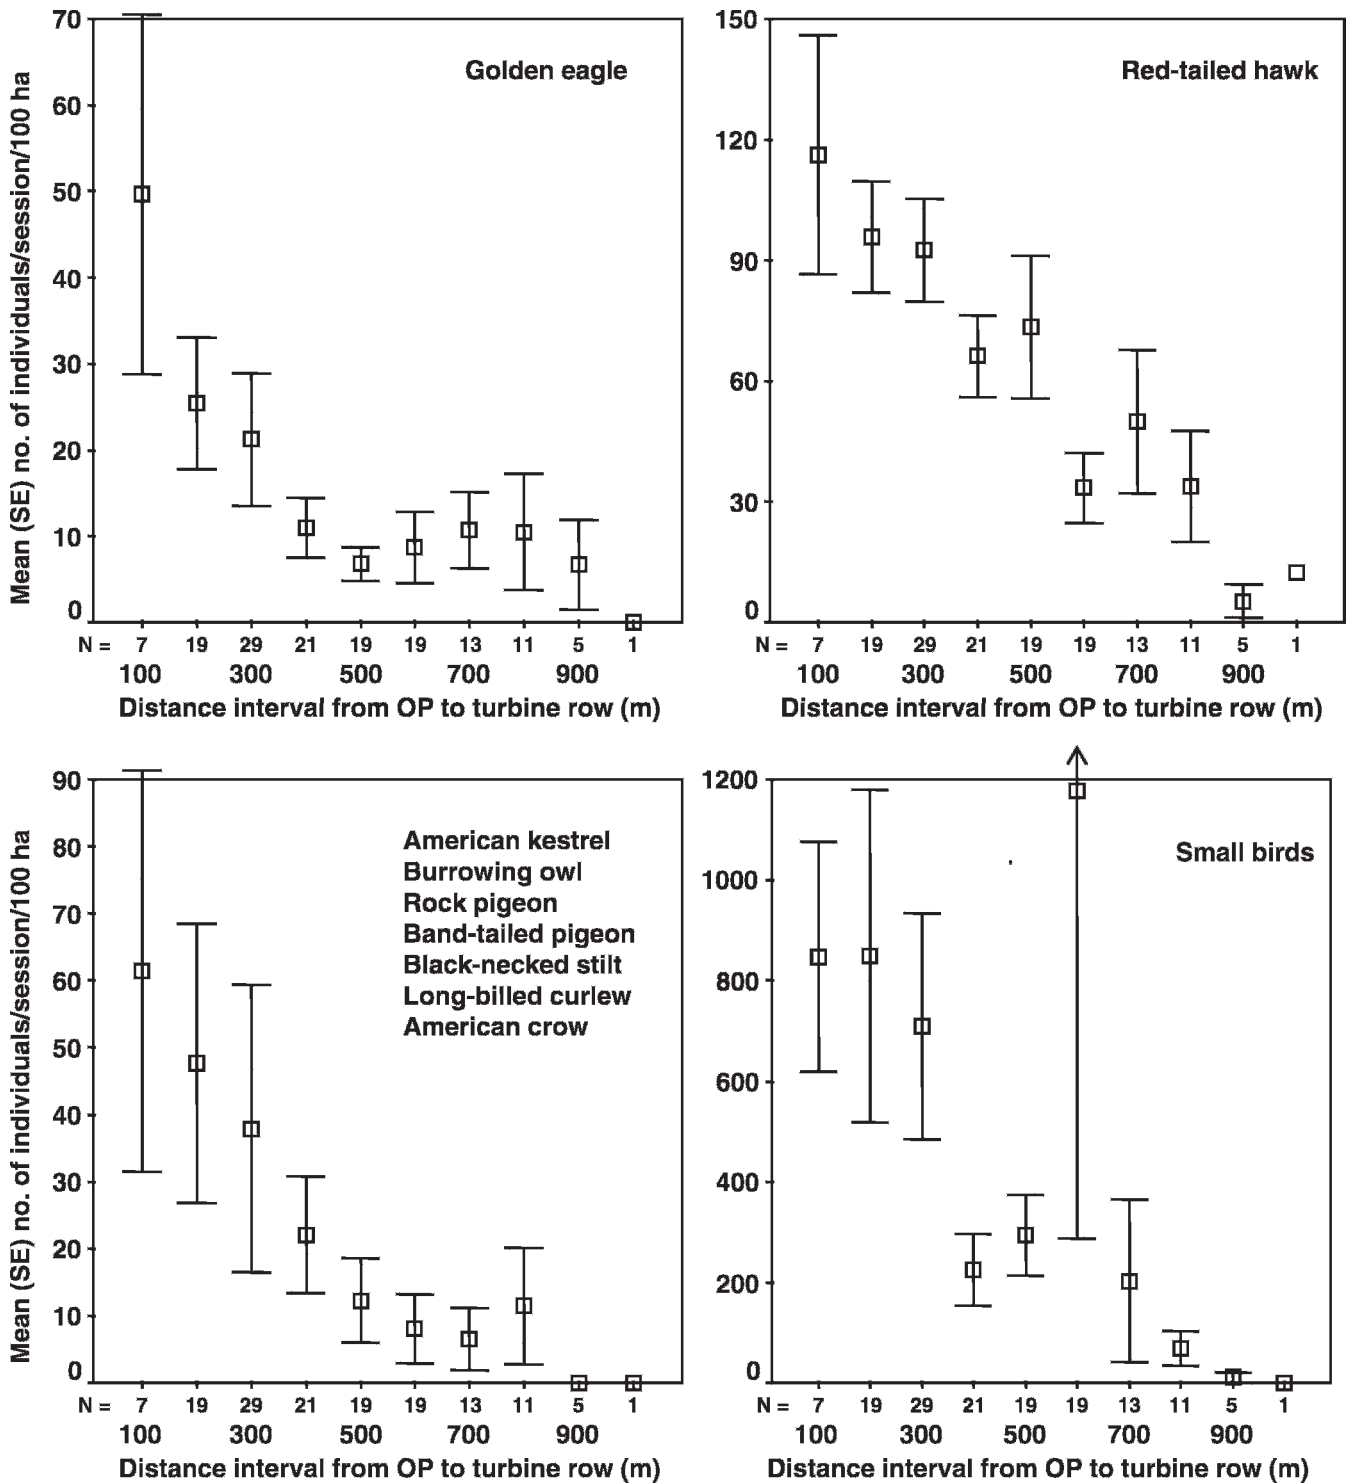 Golden eagle
Mean (SE) no. of individuals/session/100 ha
70
60
50
40
30
20
10
0
N = 7 19 29 21 19 19 13 11 5 1
100 300 500 700 900
Distance interval from OP to turbine row (m)
Red-tailed hawk
150
120
90
60
30
0
N = 7 19 29 21 19 19 13 11 5 1
100 300 500 700 900
Distance interval from OP to turbine row (m)
Mean (SE) no. of individuals/session/100 ha
90
80
70
60
50
40
30
20
10
0
American kestrel
Burrowing owl
Rock pigeon
Band-tailed pigeon
Black-necked stilt
Long-billed curlew
American crow
N = 7 19 29 21 19 19 13 11 5 1
100 300 500 700 900
Distance interval from OP to turbine row (m)
Small birds
1200
1000
800
600
400
200
0
N = 7 19 29 21 19 19 13 11 5 1
100 300 500 700 900
Distance interval from OP to turbine row (m)